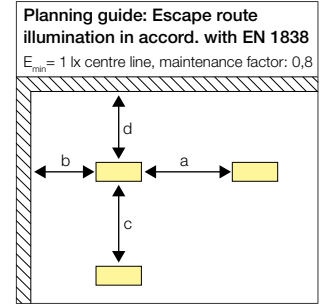 Planning guide: Escape route
illumination in accord. with EN 1838
Emin= 1 lx centre line, maintenance factor: 0,8
d
b
a
c